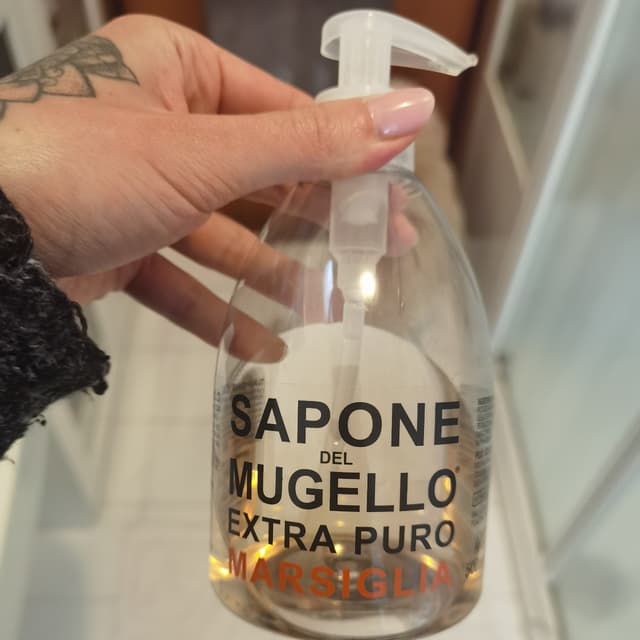 SAPONE
DEL
MUGELLO®
EXTRA PURO
MARSIGLIA